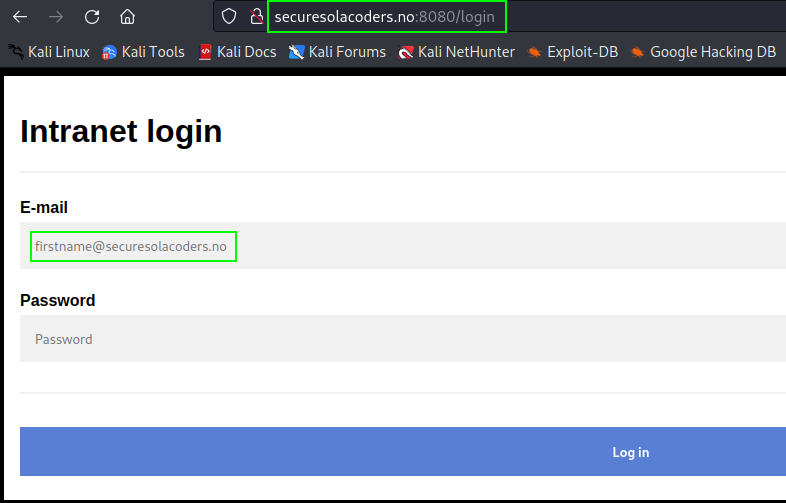 securesolacoders.no:8080/login
Kali Linux Kali Tools Kali Docs Kali Forums Kali NetHunter Exploit-DB Google Hacking DB
Intranet login
E-mail
firstname@securesolacoders.no
Password
Password
Log in